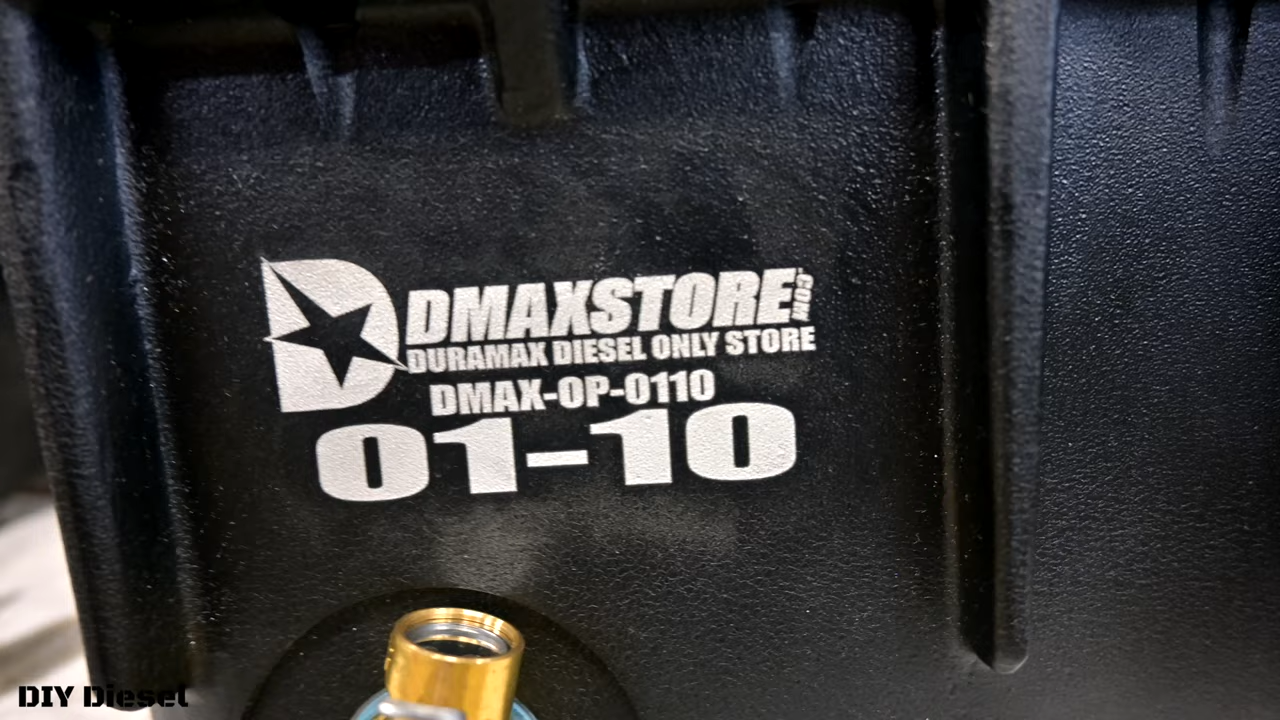 DMAXSTORE.COM
DURAMAX DIESEL ONLY STORE
DMAX-OP-0110
01-10
DIY Diesel